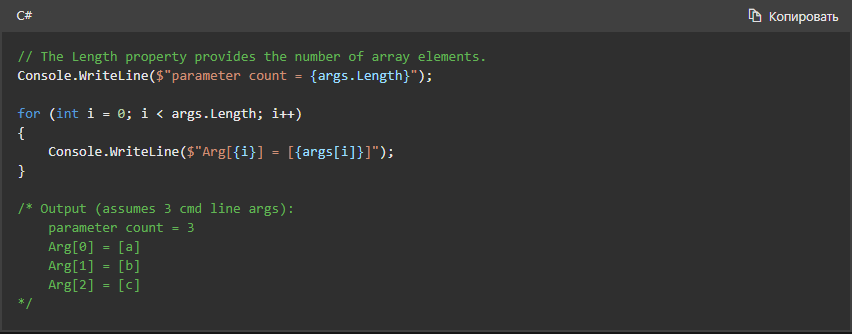 C#
Копировать
// The Length property provides the number of array elements.
Console.WriteLine($"parameter count = {args.Length}");
for (int i = 0; i < args.Length; i++)
{
    Console.WriteLine($"Arg[{i}] = [{args[i]}]");
}
/* Output (assumes 3 cmd line args):
    parameter count = 3
    Arg[0] = [a]
    Arg[1] = [b]
    Arg[2] = [c]
*/